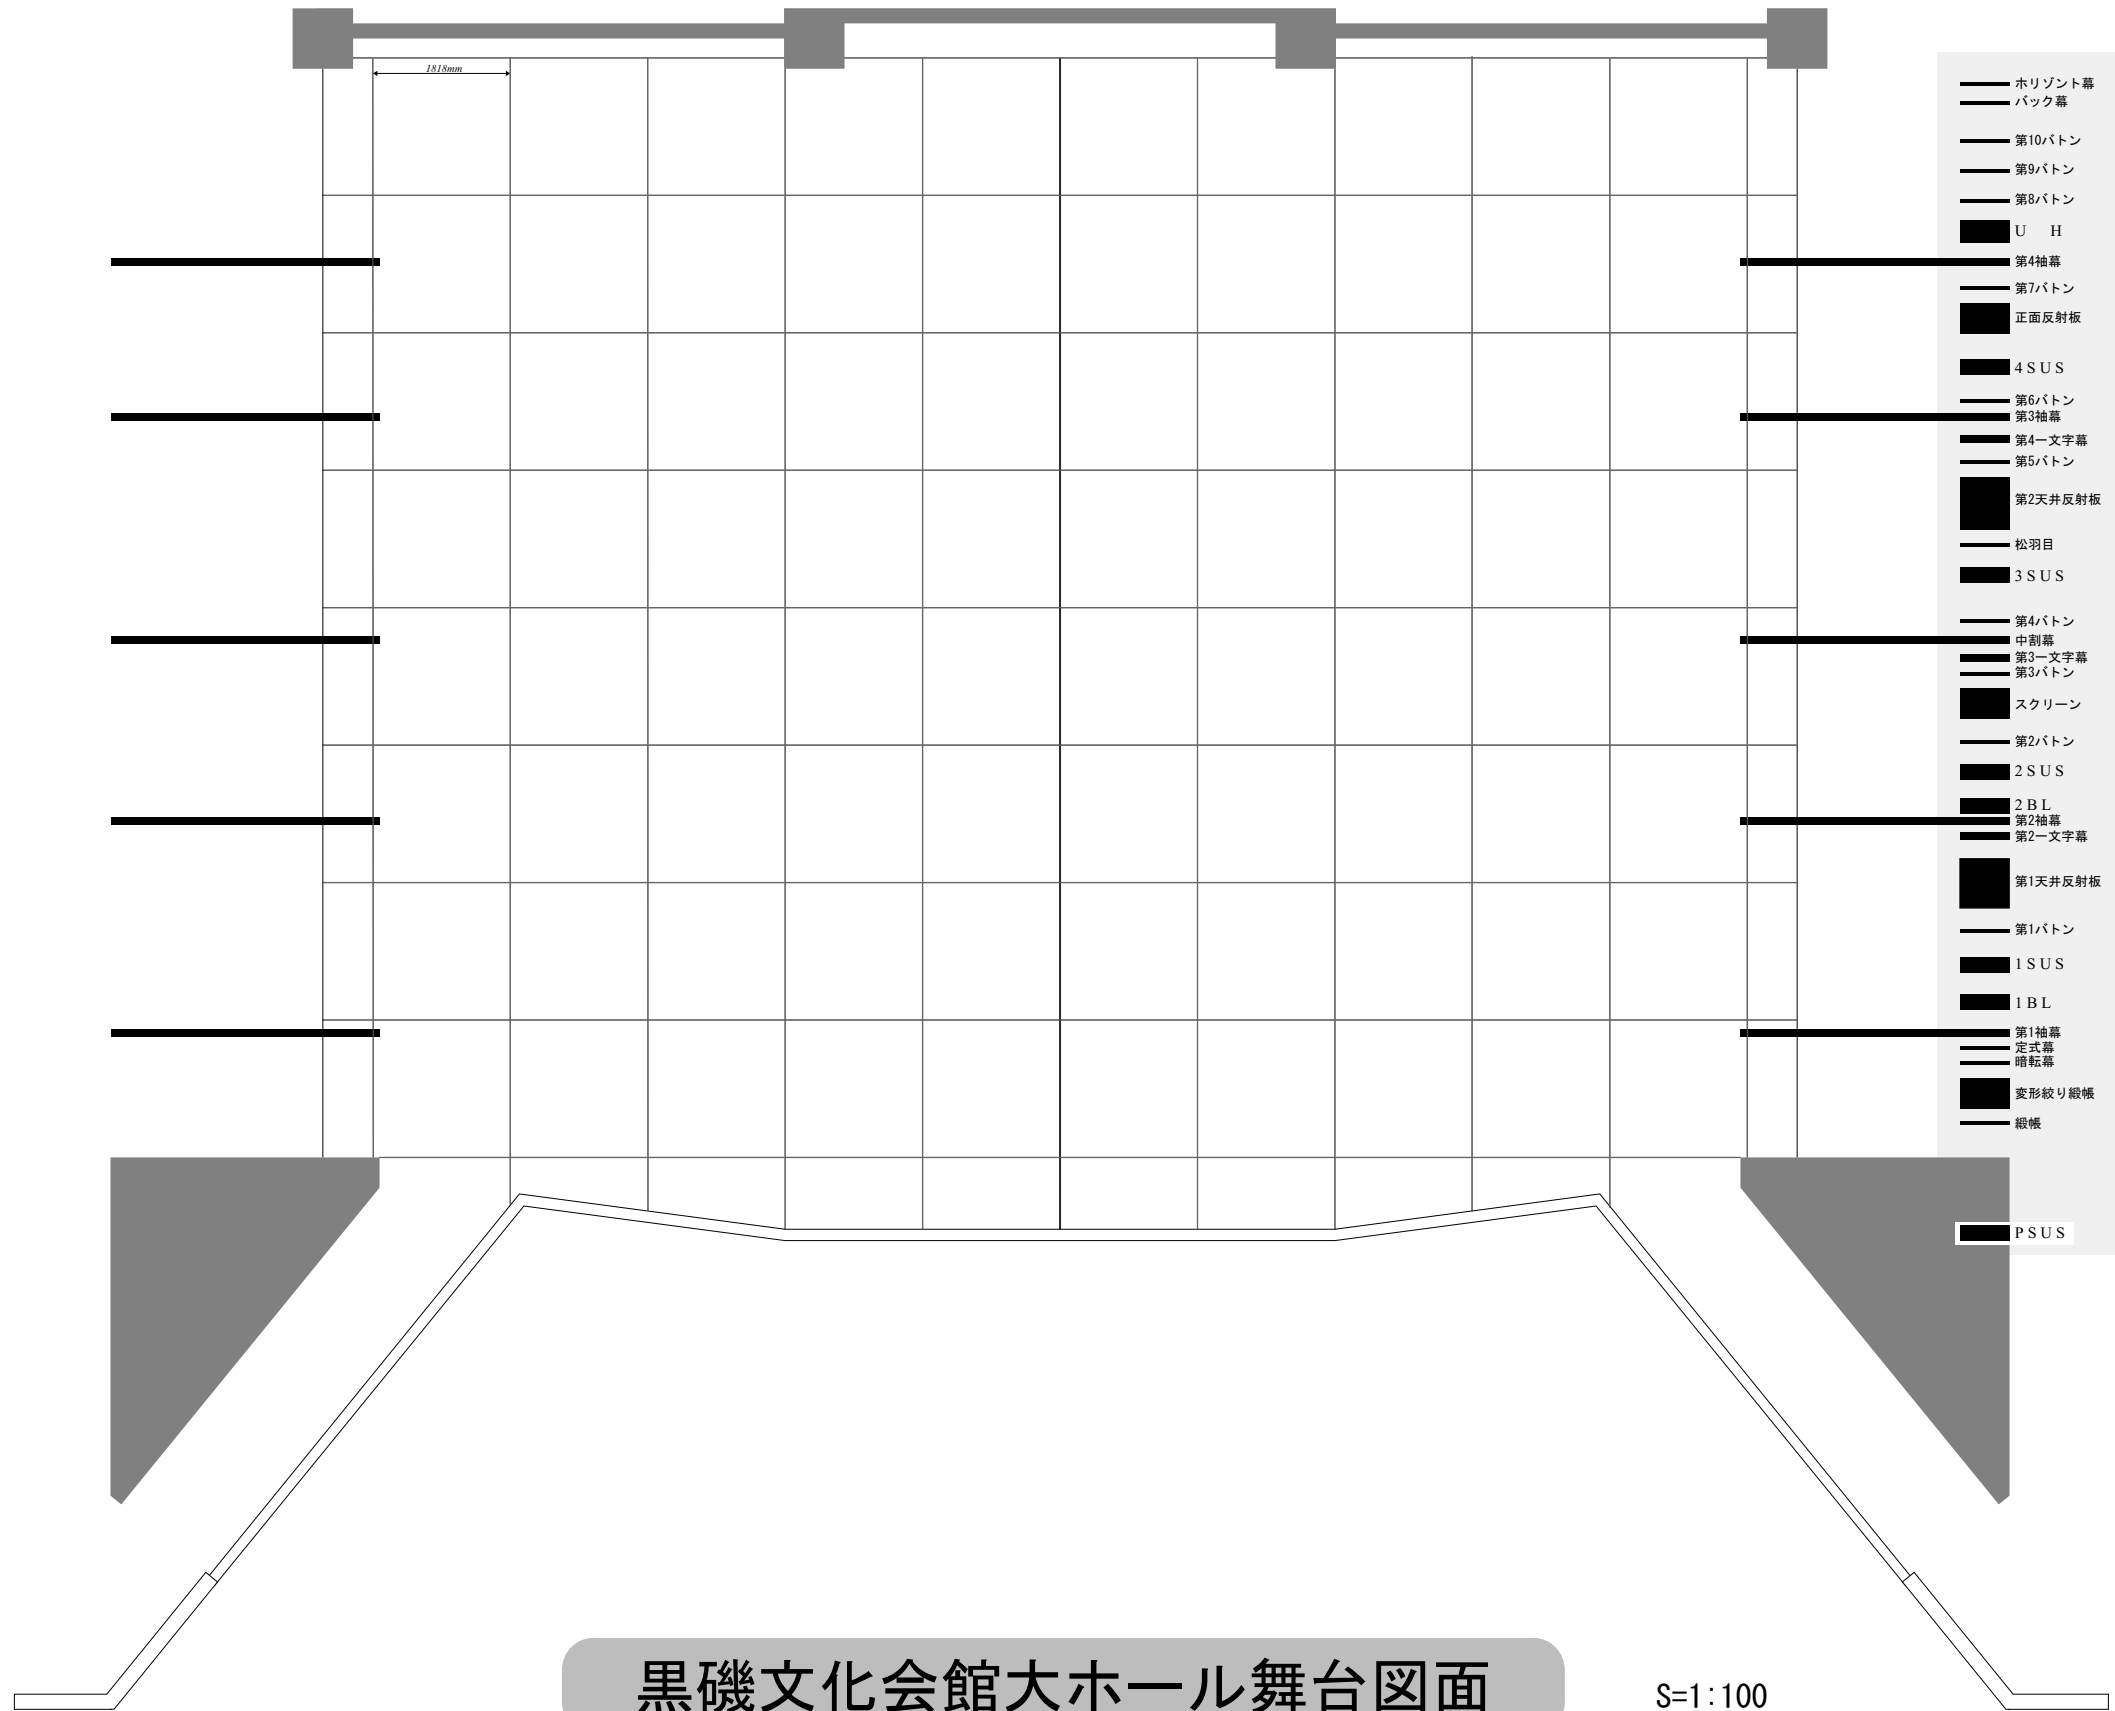 1818mm
ホリゾント幕
バック幕
第10バトン
第9バトン
第8バトン
U H
第4袖幕
第7バトン
正面反射板
4SUS
第6バトン
第3袖幕
第4一文字幕
第5バトン
第2天井反射板
松羽目
3SUS
第4バトン
中割幕
第3一文字幕
第3バトン
スクリーン
第2バトン
2SUS
2BL
第2袖幕
第2一文字幕
第1天井反射板
第1バトン
1SUS
1BL
第1袖幕
定式幕
暗転幕
変形絞り緞帳
緞帳
PSUS
黒磯文化会館大ホール舞台図面
S=1:100